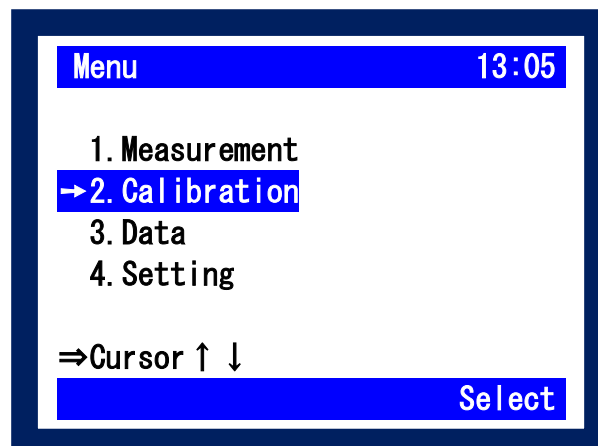 Menu 13:05
1.Measurement
→2.Calibration
3.Data
4.Setting
⇒Cursor↑↓
Select